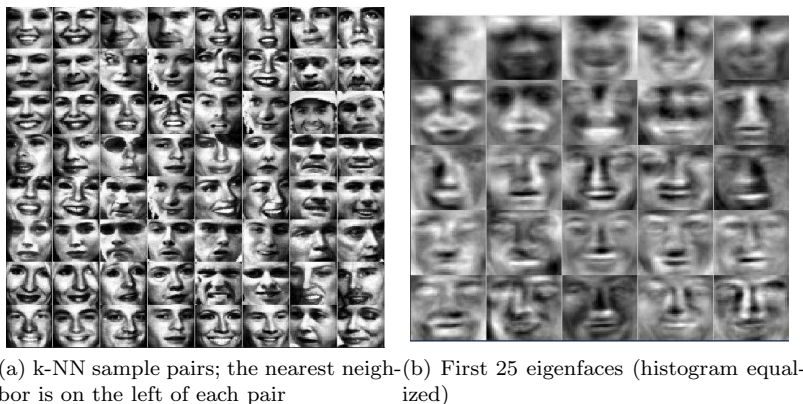 (a) k-NN sample pairs; the nearest neigh-
bor is on the left of each pair
(b) First 25 eigenfaces (histogram equal-
ized)